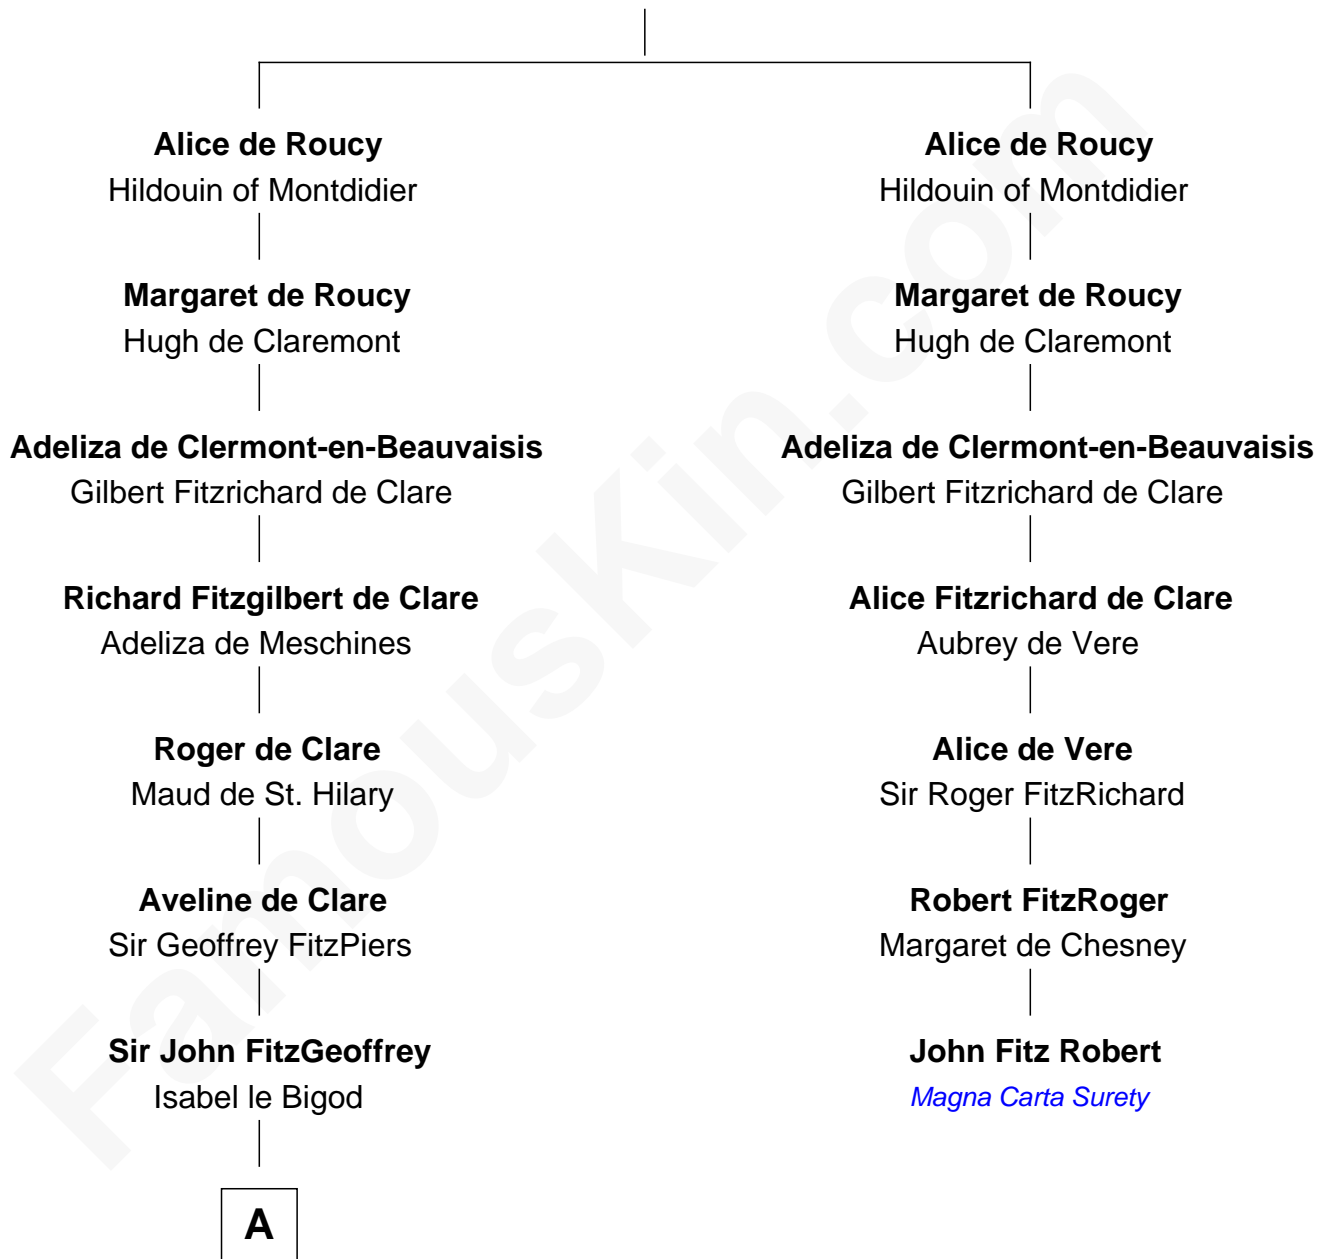 Alice de Roucy
Hildouin of Montdidier
Margaret de Roucy
Hugh de Claremont
Adeliza de Clermont-en-Beauvaisis
Gilbert Fitzrichard de Clare
Richard Fitzgilbert de Clare
Adeliza de Meschines
Roger de Clare
Maud de St. Hilary
Aveline de Clare
Sir Geoffrey FitzPiers
Sir John FitzGeoffrey
Isabel le Bigod
A
Alice de Roucy
Hildouin of Montdidier
Margaret de Roucy
Hugh de Claremont
Adeliza de Clermont-en-Beauvaisis
Gilbert Fitzrichard de Clare
Alice Fitzrichard de Clare
Aubrey de Vere
Alice de Vere
Sir Roger FitzRichard
Robert FitzRoger
Margaret de Chesney
John Fitz Robert
Magna Carta Surety
FamousKin.com